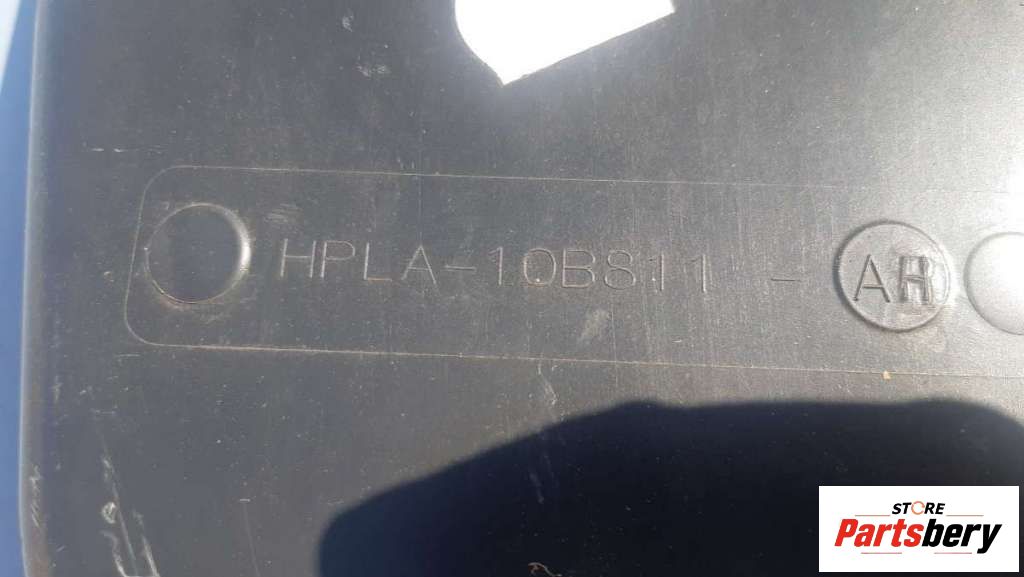 HPLA-10B811 - AH
STORE
Partsbery